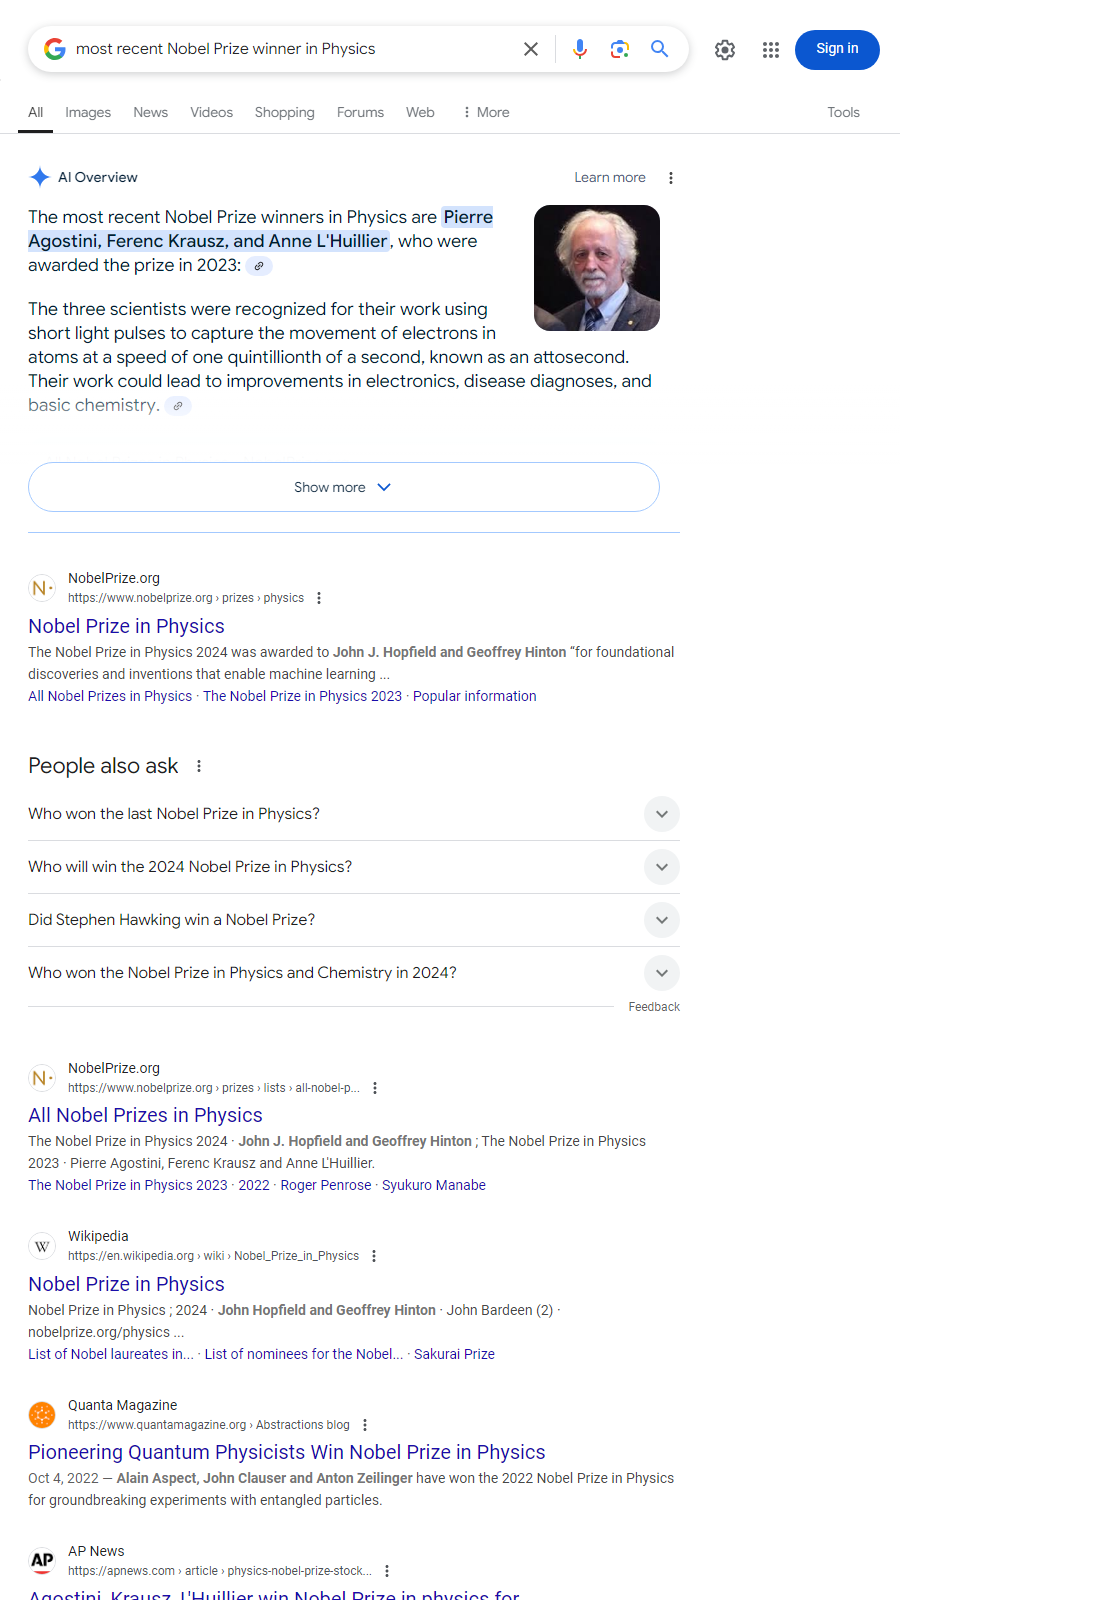 most recent Nobel Prize winner in Physics
Sign in
All Images News Videos Shopping Forums Web More Tools
AI Overview
Learn more
The most recent Nobel Prize winners in Physics are Pierre
Agostini, Ferenc Krausz, and Anne L'Huillier, who were
awarded the prize in 2023:
The three scientists were recognized for their work using
short light pulses to capture the movement of electrons in
atoms at a speed of one quintillionth of a second, known as an attosecond.
Their work could lead to improvements in electronics, disease diagnoses, and
basic chemistry.
Show more
NobelPrize.org
https://www.nobelprize.org › prizes › physics
Nobel Prize in Physics
The Nobel Prize in Physics 2024 was awarded to John J. Hopfield and Geoffrey Hinton “for foundational
discoveries and inventions that enable machine learning ...
All Nobel Prizes in Physics · The Nobel Prize in Physics 2023 · Popular information
People also ask
Who won the last Nobel Prize in Physics?
Who will win the 2024 Nobel Prize in Physics?
Did Stephen Hawking win a Nobel Prize?
Who won the Nobel Prize in Physics and Chemistry in 2024?
Feedback
N
NobelPrize.org
https://www.nobelprize.org › prizes › lists › all-nobel-p...
All Nobel Prizes in Physics
The Nobel Prize in Physics 2024 · John J. Hopfield and Geoffrey Hinton ; The Nobel Prize in Physics
2023 · Pierre Agostini, Ferenc Krausz and Anne L'Huillier.
The Nobel Prize in Physics 2023 · 2022 · Roger Penrose · Syukuro Manabe
W
Wikipedia
https://en.wikipedia.org › wiki › Nobel_Prize_in_Physics
Nobel Prize in Physics
Nobel Prize in Physics ; 2024 · John Hopfield and Geoffrey Hinton · John Bardeen (2) ·
nobelprize.org/physics ...
List of Nobel laureates in... · List of nominees for the Nobel... · Sakurai Prize
Quanta Magazine
https://www.quantamagazine.org › Abstractions blog
Pioneering Quantum Physicists Win Nobel Prize in Physics
Oct 4, 2022 — Alain Aspect, John Clauser and Anton Zeilinger have won the 2022 Nobel Prize in Physics
for groundbreaking experiments with entangled particles.
AP
AP News
https://apnews.com › article › physics-nobel-prize-stock...
Agostini, Krausz, L'Huillier win Nobel Prize in physics for